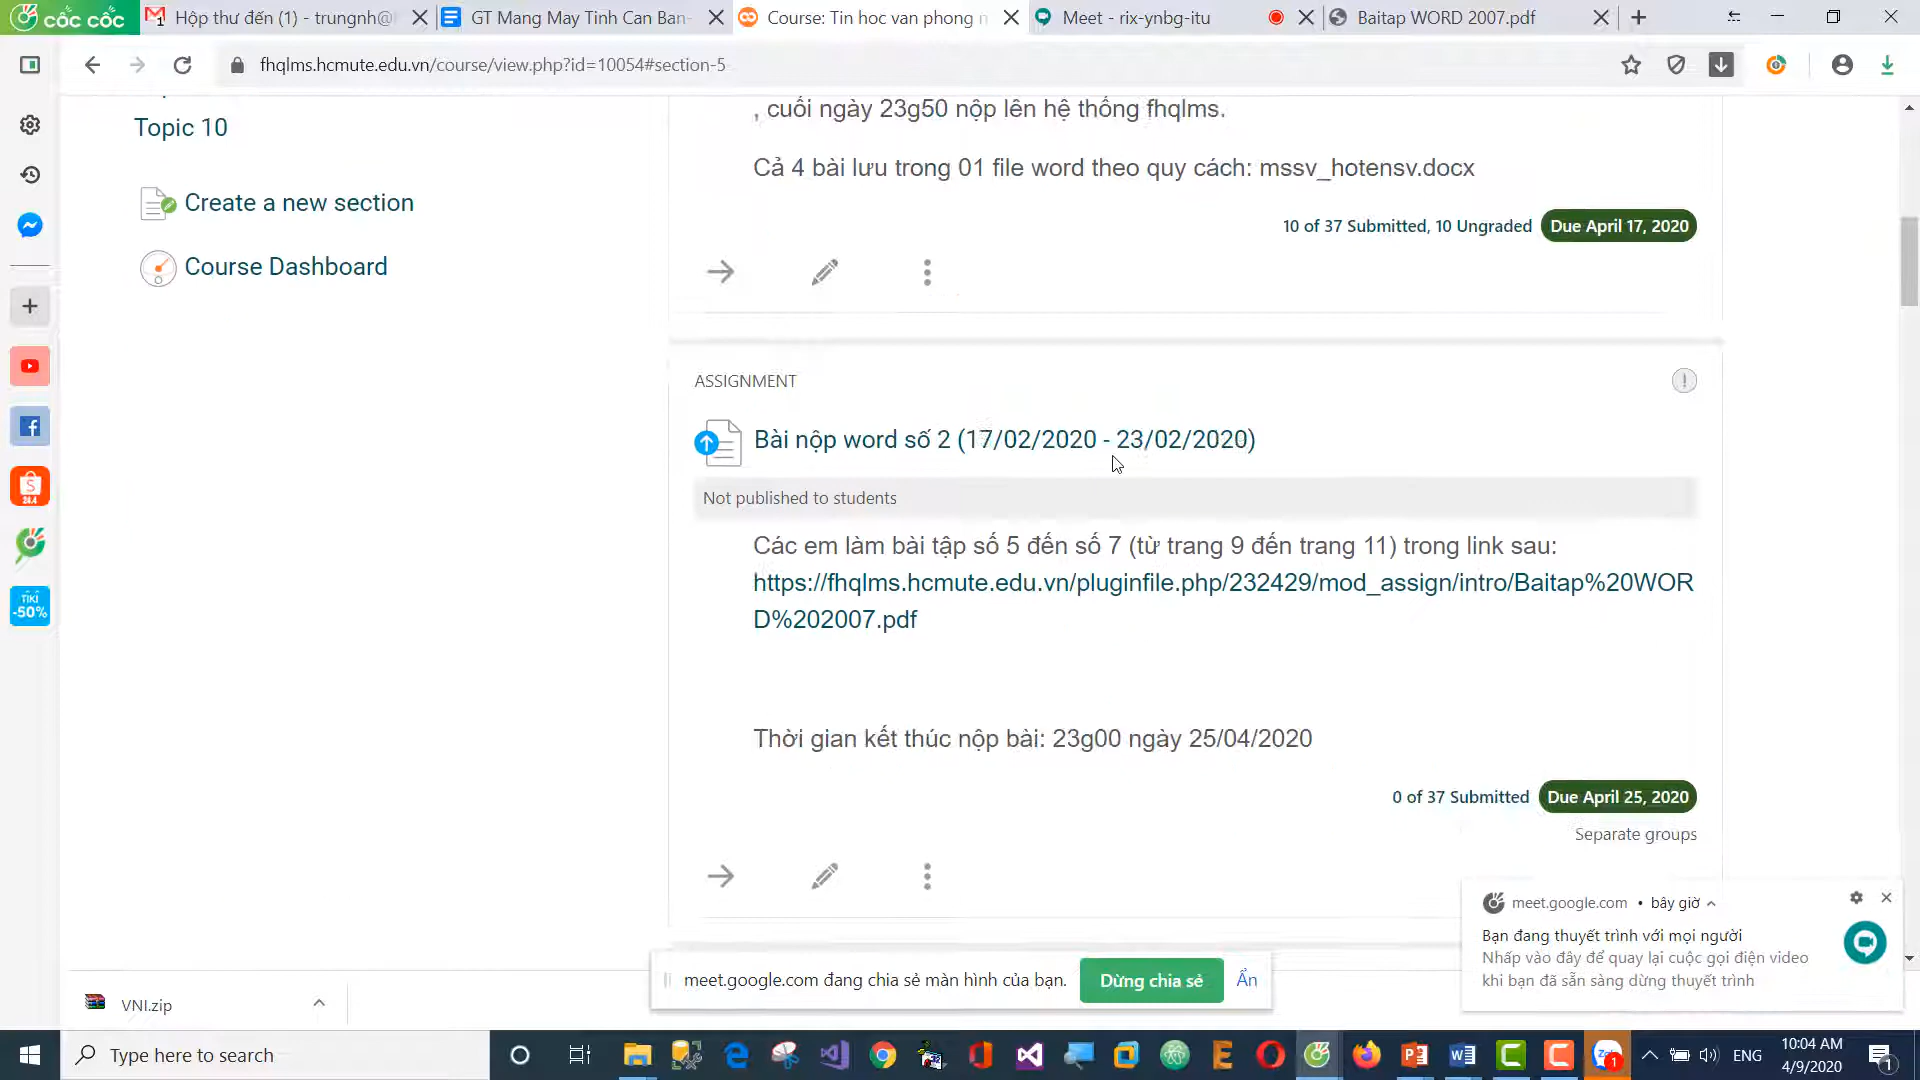 cốc cốc
Hộp thư đến (1) - trungnh@
GT Mang May Tinh Can Ban-
Course: Tin hoc van phong n
Meet - rix-ynbg-itu
Baitap WORD 2007.pdf
fhqlms.hcmute.edu.vn/course/view.php?id=10054#section-5
Topic 10
Create a new section
Course Dashboard
, cuối ngày 23g50 nộp lên hệ thống fhqlms.
Cả 4 bài lưu trong 01 file word theo quy cách: mssv_hotensv.docx
10 of 37 Submitted, 10 Ungraded
Due April 17, 2020
ASSIGNMENT
Bài nộp word số 2 (17/02/2020 - 23/02/2020)
Not published to students
Các em làm bài tập số 5 đến số 7 (từ trang 9 đến trang 11) trong link sau:
https://fhqlms.hcmute.edu.vn/pluginfile.php/232429/mod_assign/intro/Baitap%20WOR
D%202007.pdf
Thời gian kết thúc nộp bài: 23g00 ngày 25/04/2020
0 of 37 Submitted
Due April 25, 2020
Separate groups
24.4
TIKI
-50%
meet.google.com • bây giờ
Bạn đang thuyết trình với mọi người
Nhấp vào đây để quay lại cuộc gọi điện video
khi bạn đã sẵn sàng dừng thuyết trình
meet.google.com đang chia sẻ màn hình của bạn.
Dừng chia sẻ
Ẩn
VNI.zip
Type here to search
ENG
10:04 AM
4/9/2020